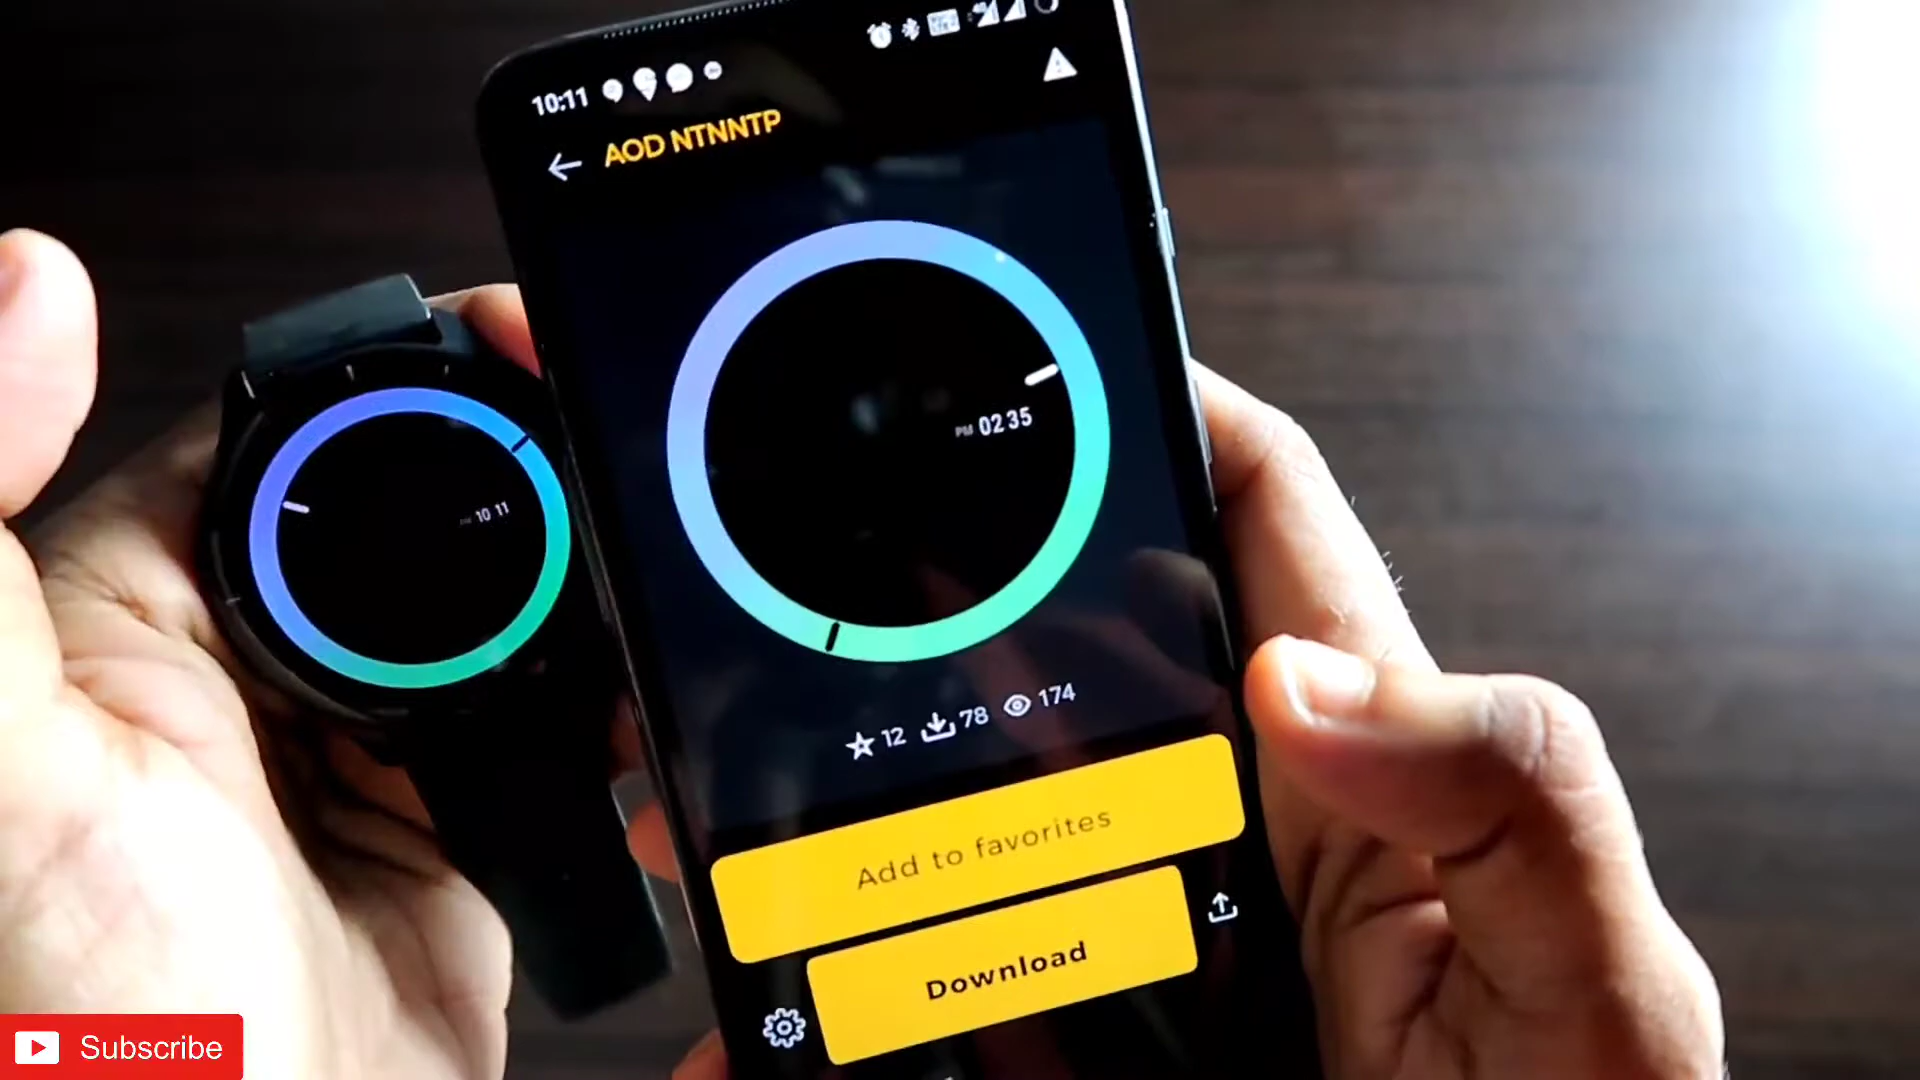 10:11
AOD NTNNTP
PM 02 35
10 11
12 78 174
Add to favorites
Download
Subscribe